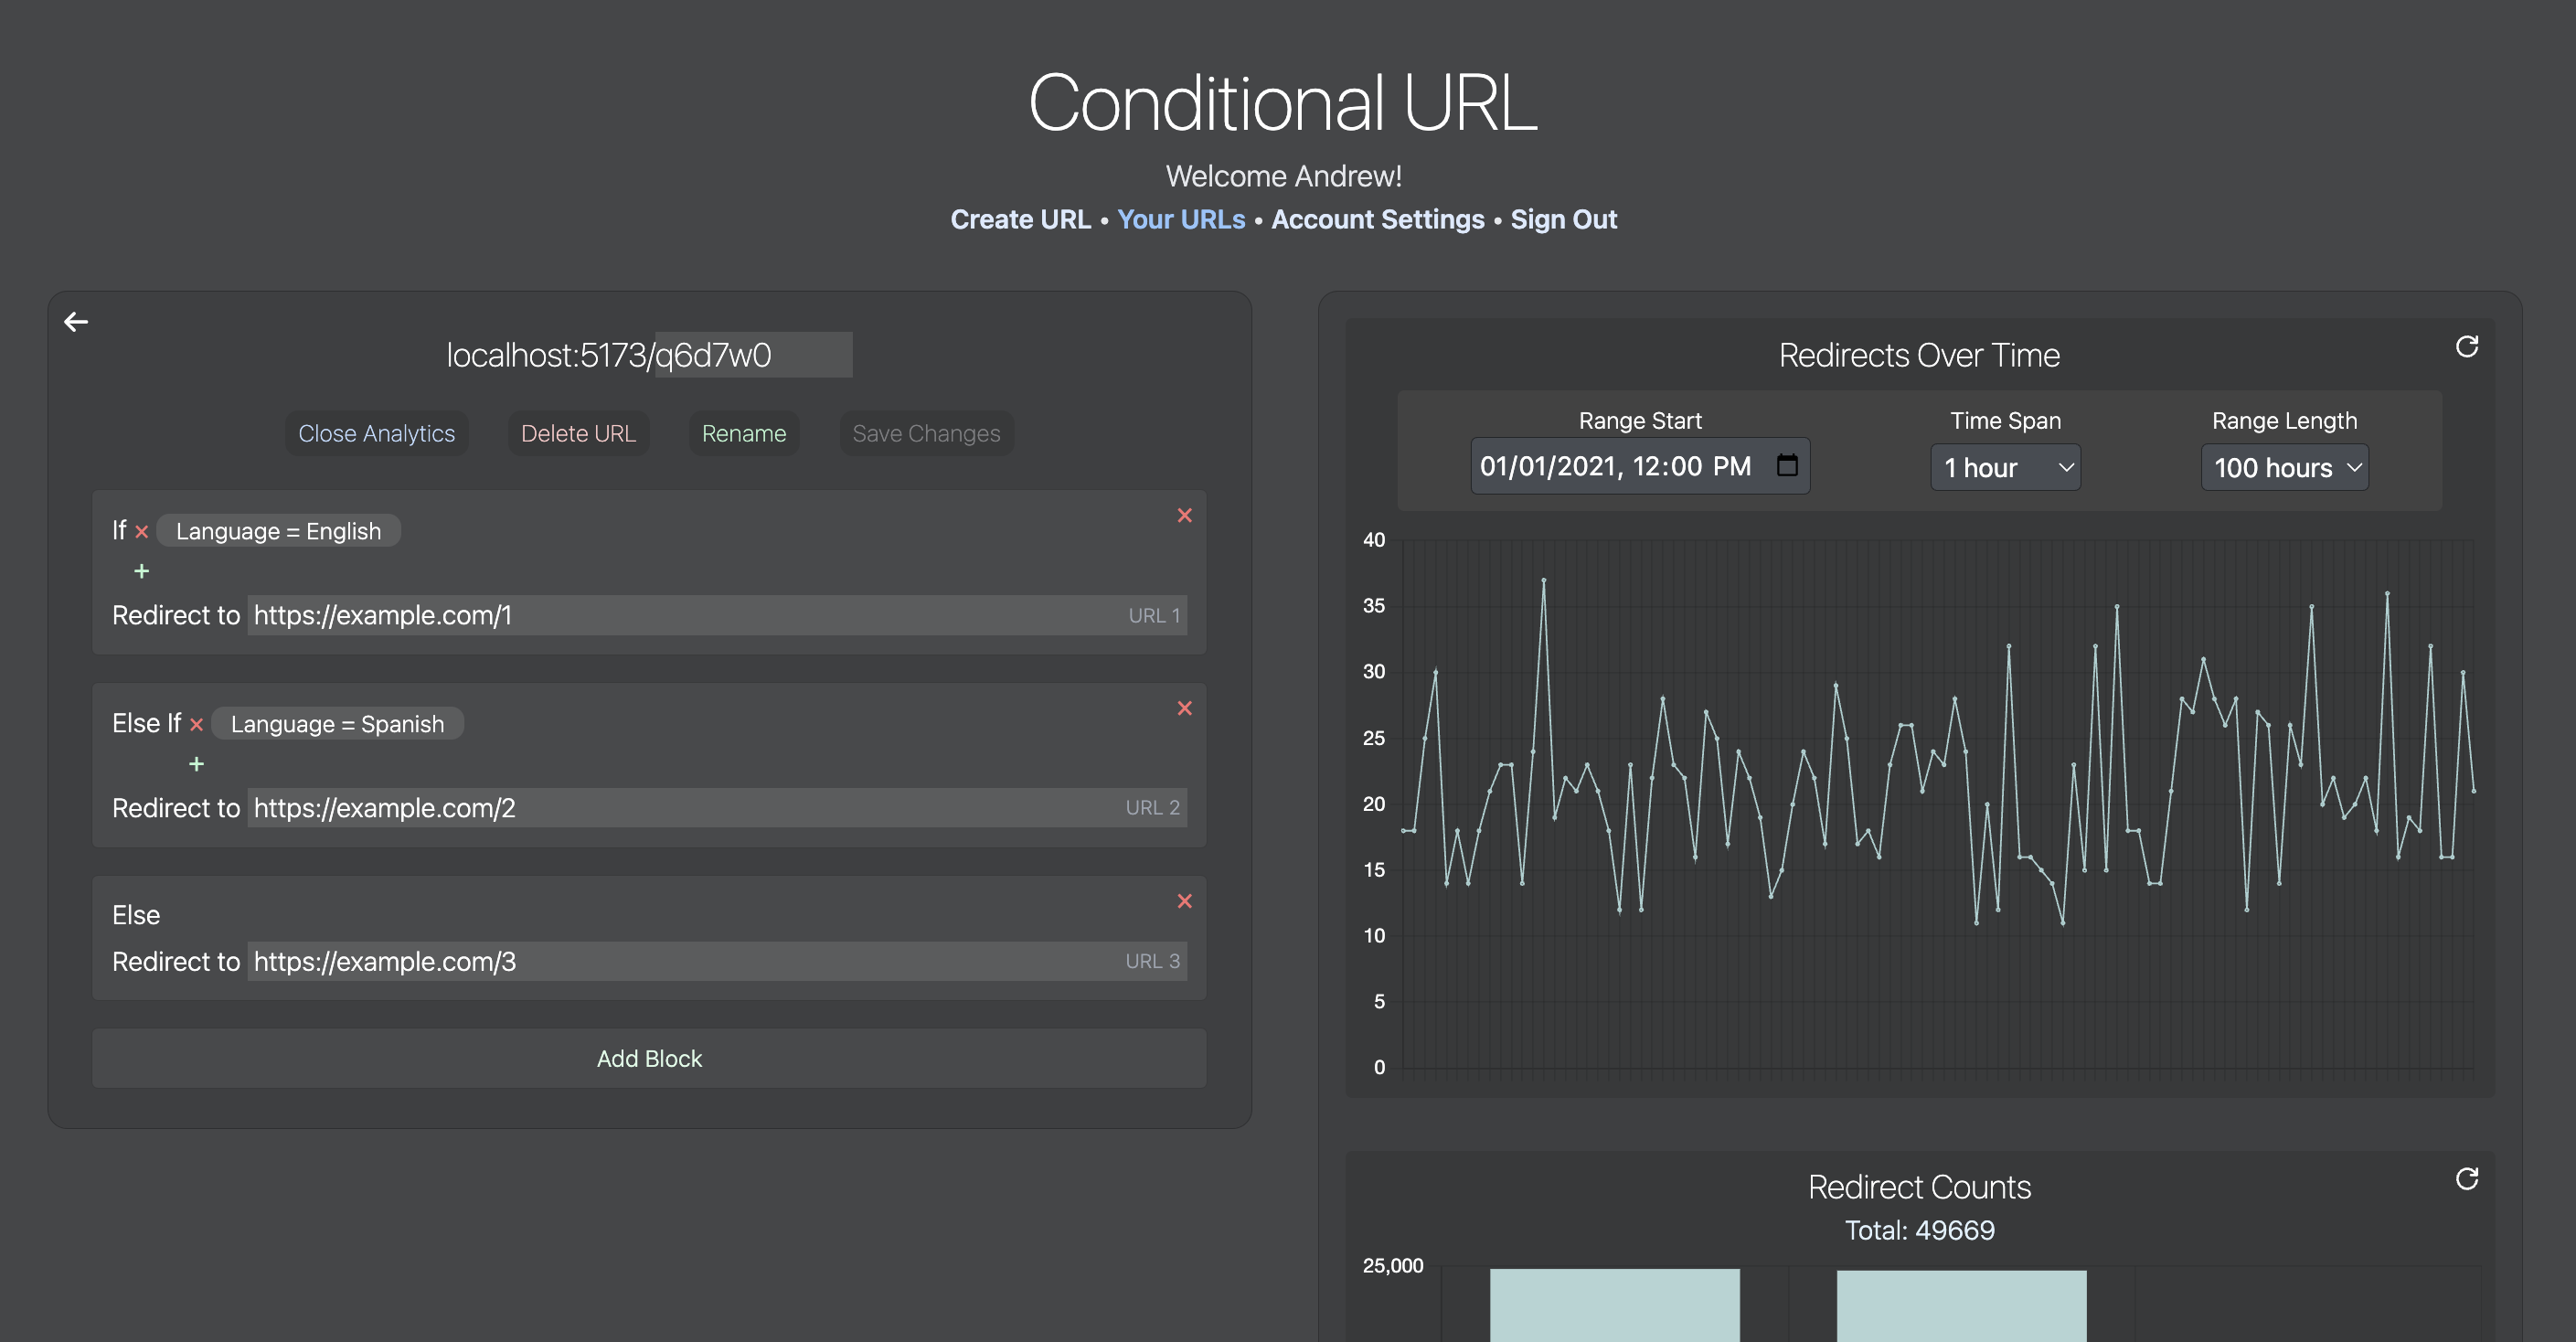 Conditional URL
Welcome Andrew!
Create URL • Your URLs • Account Settings • Sign Out
localhost:5173/q6d7w0
Close Analytics Delete URL Rename Save Changes
If × Language = English ×
+
Redirect to https://example.com/1 URL 1
Else If × Language = Spanish ×
+
Redirect to https://example.com/2 URL 2
Else ×
Redirect to https://example.com/3 URL 3
Add Block
Redirects Over Time
Range Start Time Span Range Length
01/01/2021, 12:00 PM 1 hour 100 hours
40
35
30
25
20
15
10
5
0
Redirect Counts
Total: 49669
25,000